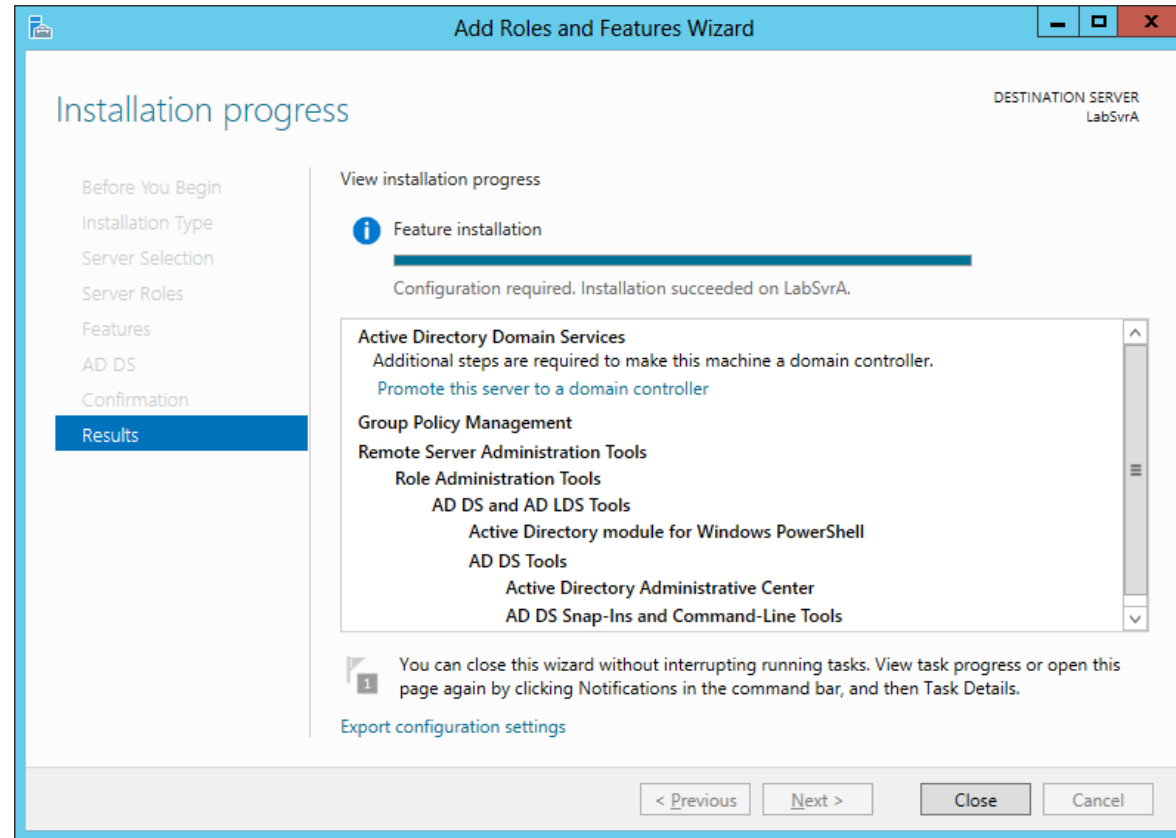 Add Roles and Features Wizard
Installation progress
DESTINATION SERVER
LabSvrA
Before You Begin
Installation Type
Server Selection
Server Roles
Features
AD DS
Confirmation
Results
View installation progress
Feature installation
Configuration required. Installation succeeded on LabSvrA.
Active Directory Domain Services
Additional steps are required to make this machine a domain controller.
Promote this server to a domain controller
Group Policy Management
Remote Server Administration Tools
Role Administration Tools
AD DS and AD LDS Tools
Active Directory module for Windows PowerShell
AD DS Tools
Active Directory Administrative Center
AD DS Snap-Ins and Command-Line Tools
1
You can close this wizard without interrupting running tasks. View task progress or open this
page again by clicking Notifications in the command bar, and then Task Details.
Export configuration settings
< Previous
Next >
Close
Cancel